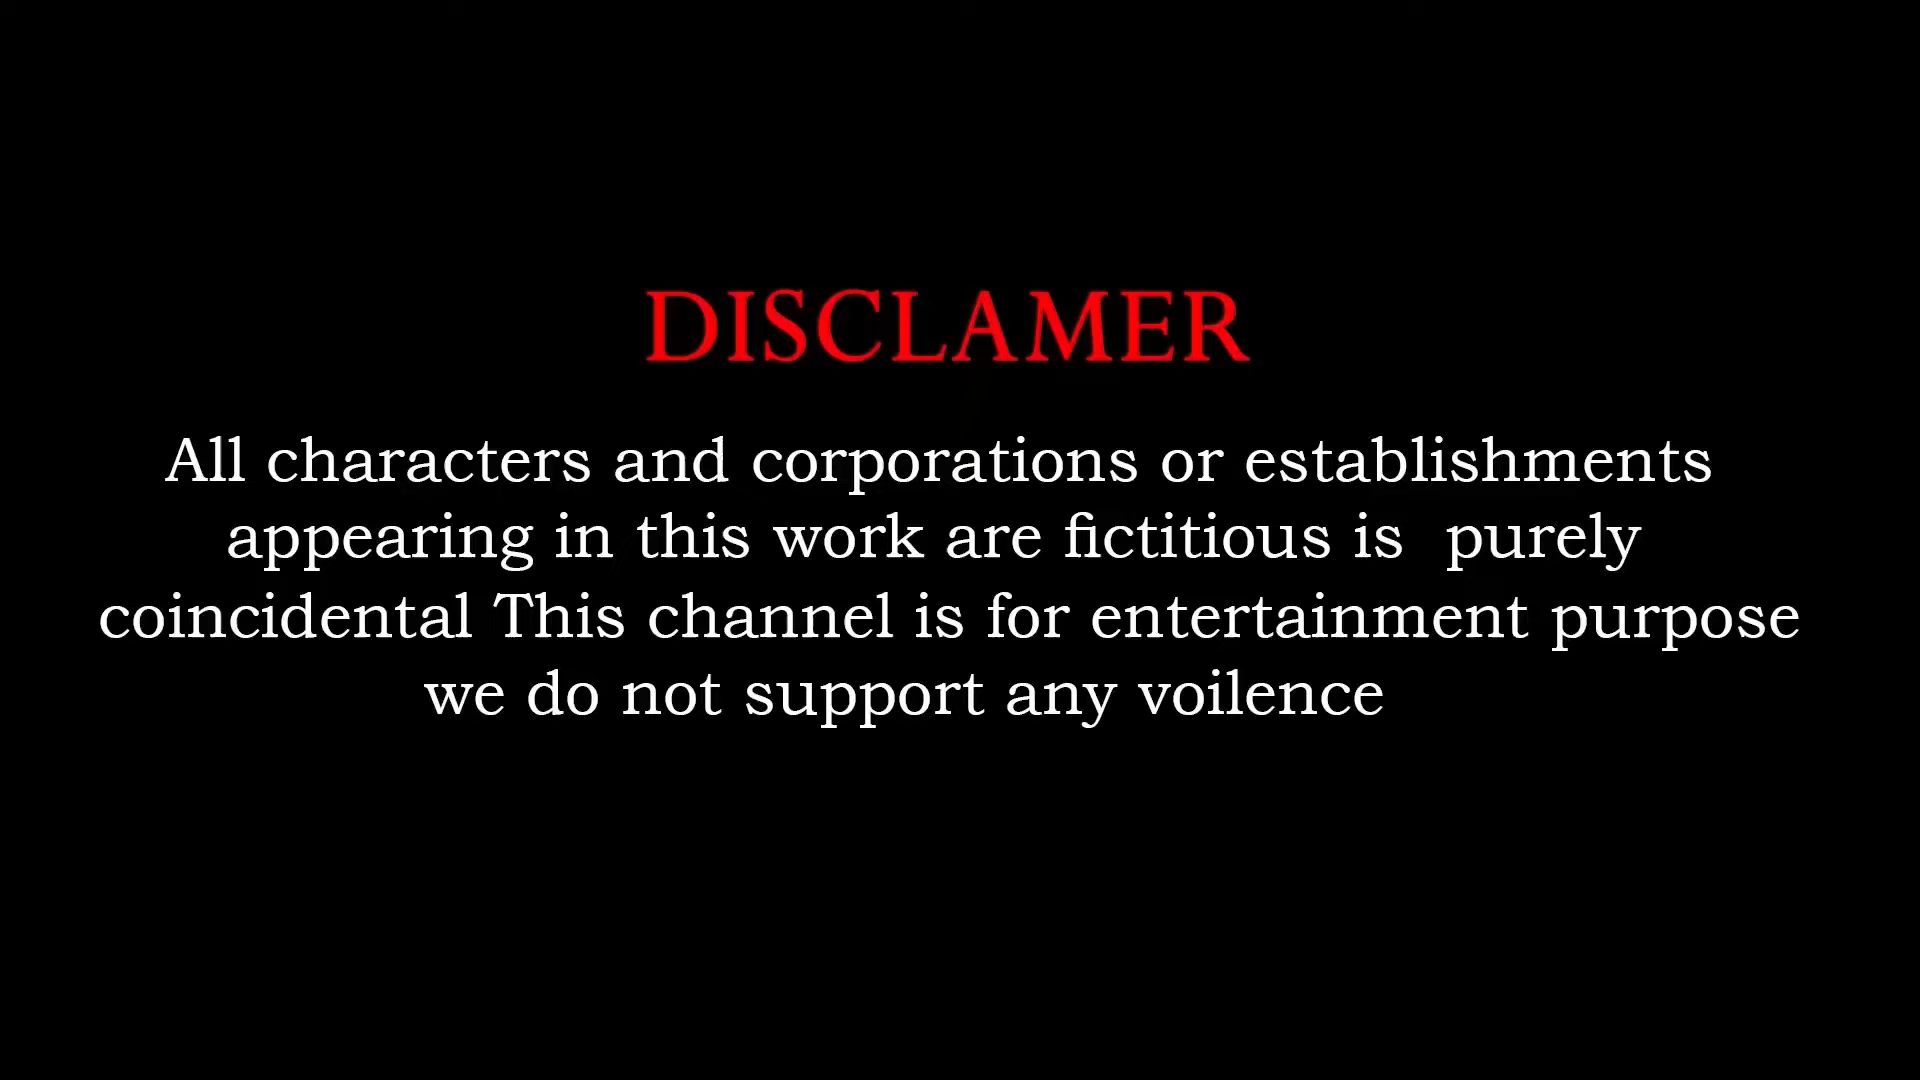 DISCLAMER
All characters and corporations or establishments
appearing in this work are fictitious is  purely
coincidental This channel is for entertainment purpose
we do not support any voilence